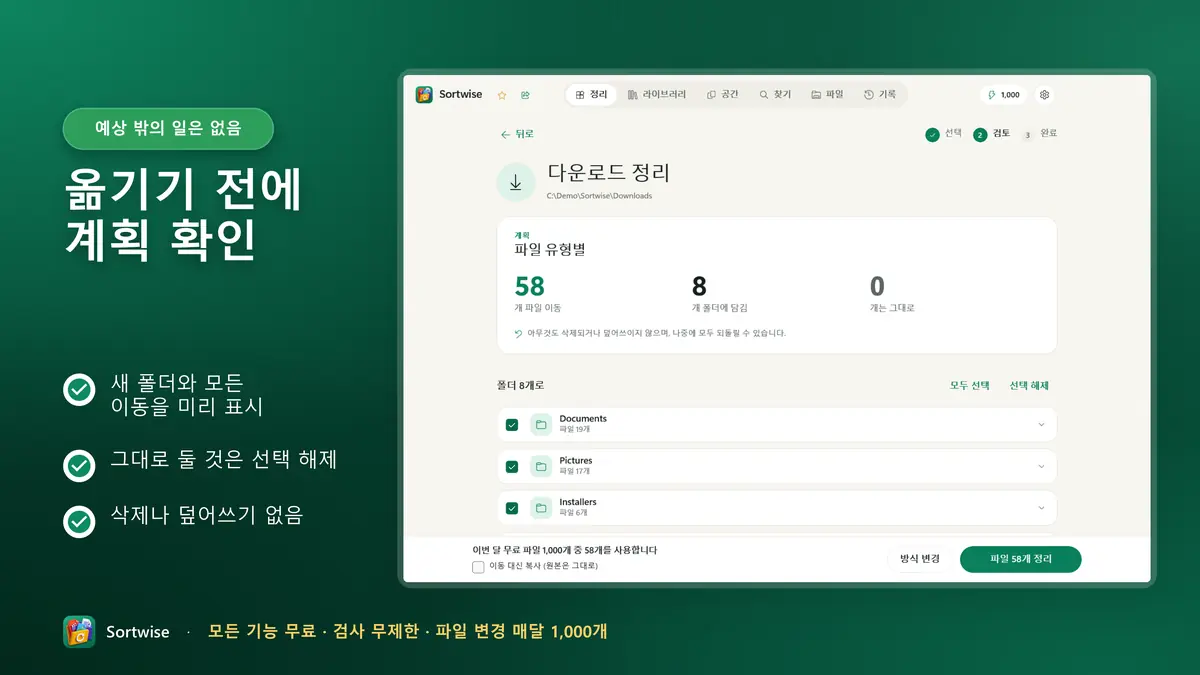 예상 밖의 일은 없음
옮기기 전에
계획 확인
새 폴더와 모든
이동을 미리 표시
그대로 둘 것은 선택 해제
삭제나 덮어쓰기 없음
Sortwise · 모든 기능 무료 · 검사 무제한 · 파일 변경 매달 1,000개
Sortwise 정리 라이브러리 공간 찾기 파일 기록 1,000
뒤로 선택 2 검토 3 완료
다운로드 정리
C:\Demo\Sortwise\Downloads
계획
파일 유형별
58 8 0
개 파일 이동 개 폴더에 담김 개는 그대로
아무것도 삭제되거나 덮어쓰이지 않으며, 나중에 모두 되돌릴 수 있습니다.
폴더 8개로 모두 선택 선택 해제
Documents
파일 19개
Pictures
파일 17개
Installers
파일 6개
이번 달 무료 파일 1,000개 중 58개를 사용합니다
이동 대신 복사 (원본은 그대로)
방식 변경 파일 58개 정리